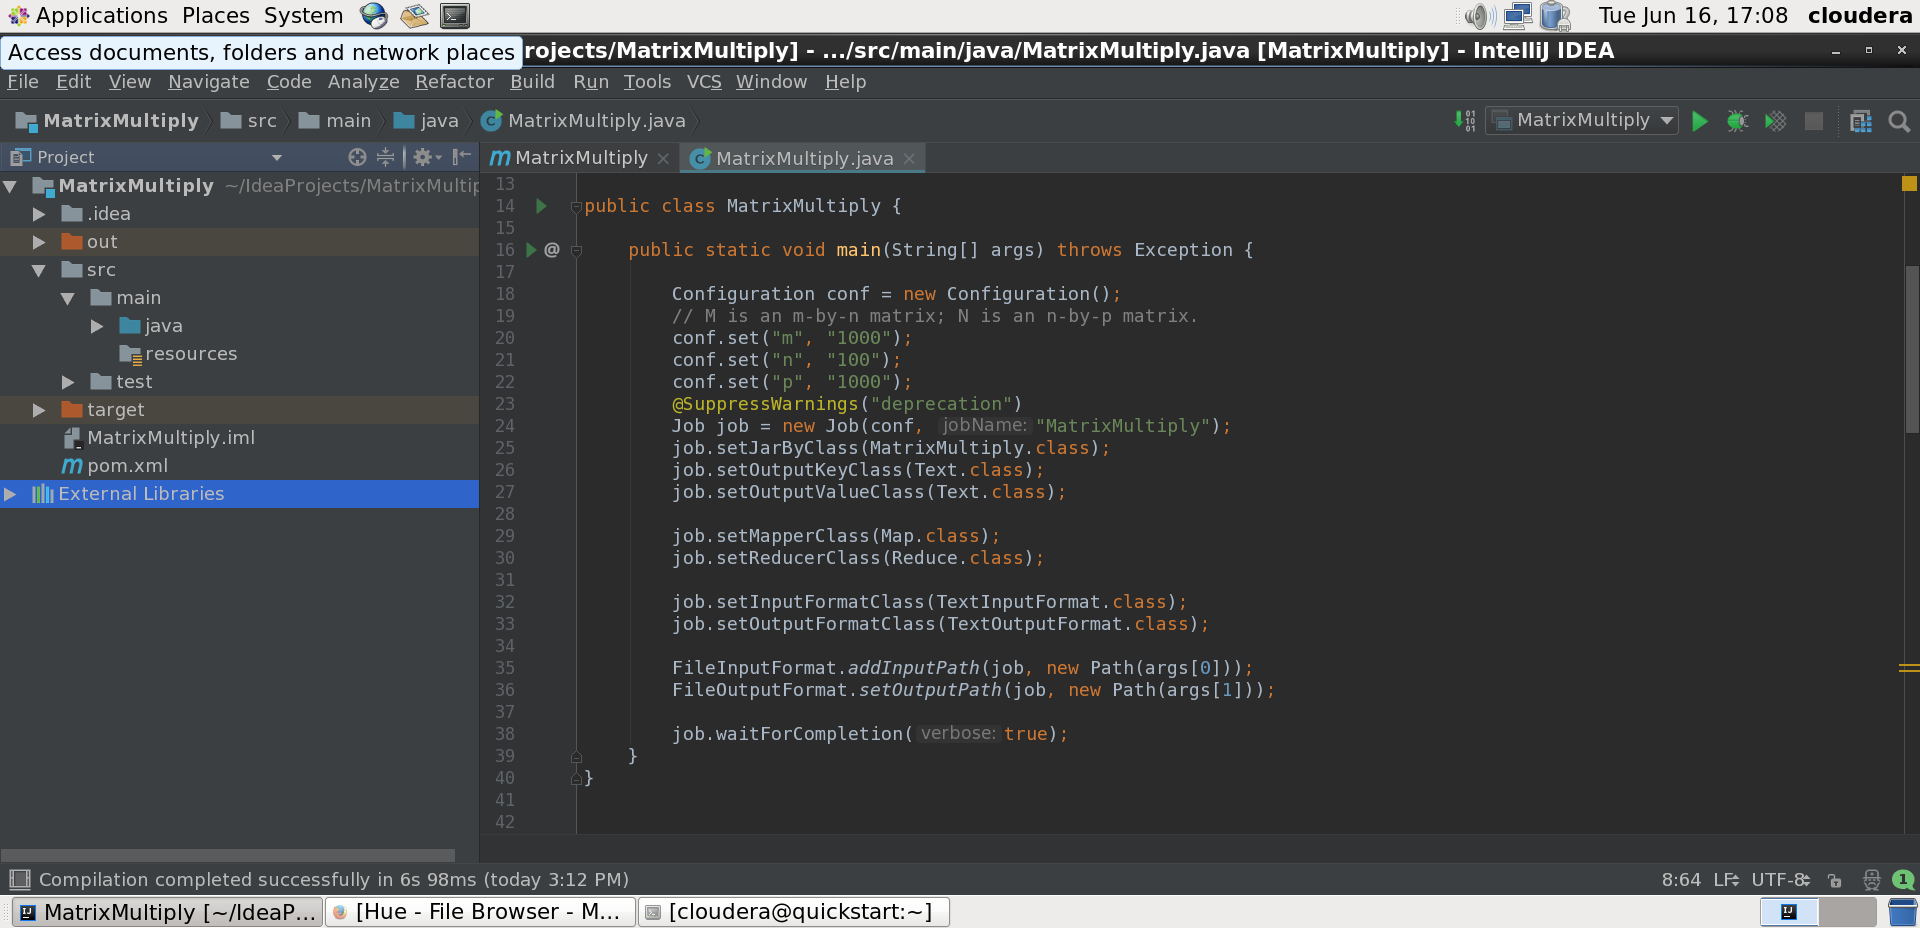 Applications Places System
Tue Jun 16, 17:08 cloudera
Access documents, folders and network places
rojects/MatrixMultiply] - .../src/main/java/MatrixMultiply.java [MatrixMultiply] - IntelliJ IDEA
File Edit View Navigate Code Analyze Refactor Build Run Tools VCS Window Help
MatrixMultiply src main java MatrixMultiply.java
MatrixMultiply
Project
MatrixMultiply MatrixMultiply.java
MatrixMultiply ~/IdeaProjects/MatrixMultip
.idea
out
src
main
java
resources
test
target
MatrixMultiply.iml
pom.xml
External Libraries
13
14 public class MatrixMultiply {
15
16 @ public static void main(String[] args) throws Exception {
17
18 Configuration conf = new Configuration();
19 // M is an m-by-n matrix; N is an n-by-p matrix.
20 conf.set("m", "1000");
21 conf.set("n", "100");
22 conf.set("p", "1000");
23 @SuppressWarnings("deprecation")
24 Job job = new Job(conf, jobName: "MatrixMultiply");
25 job.setJarByClass(MatrixMultiply.class);
26 job.setOutputKeyClass(Text.class);
27 job.setOutputValueClass(Text.class);
28
29 job.setMapperClass(Map.class);
30 job.setReducerClass(Reduce.class);
31
32 job.setInputFormatClass(TextInputFormat.class);
33 job.setOutputFormatClass(TextOutputFormat.class);
34
35 FileInputFormat.addInputPath(job, new Path(args[0]));
36 FileOutputFormat.setOutputPath(job, new Path(args[1]));
37
38 job.waitForCompletion( verbose: true);
39 }
40 }
41
42
Compilation completed successfully in 6s 98ms (today 3:12 PM)
8:64 LF UTF-8 1
MatrixMultiply [~/IdeaP...
[Hue - File Browser - M...
[cloudera@quickstart:~]